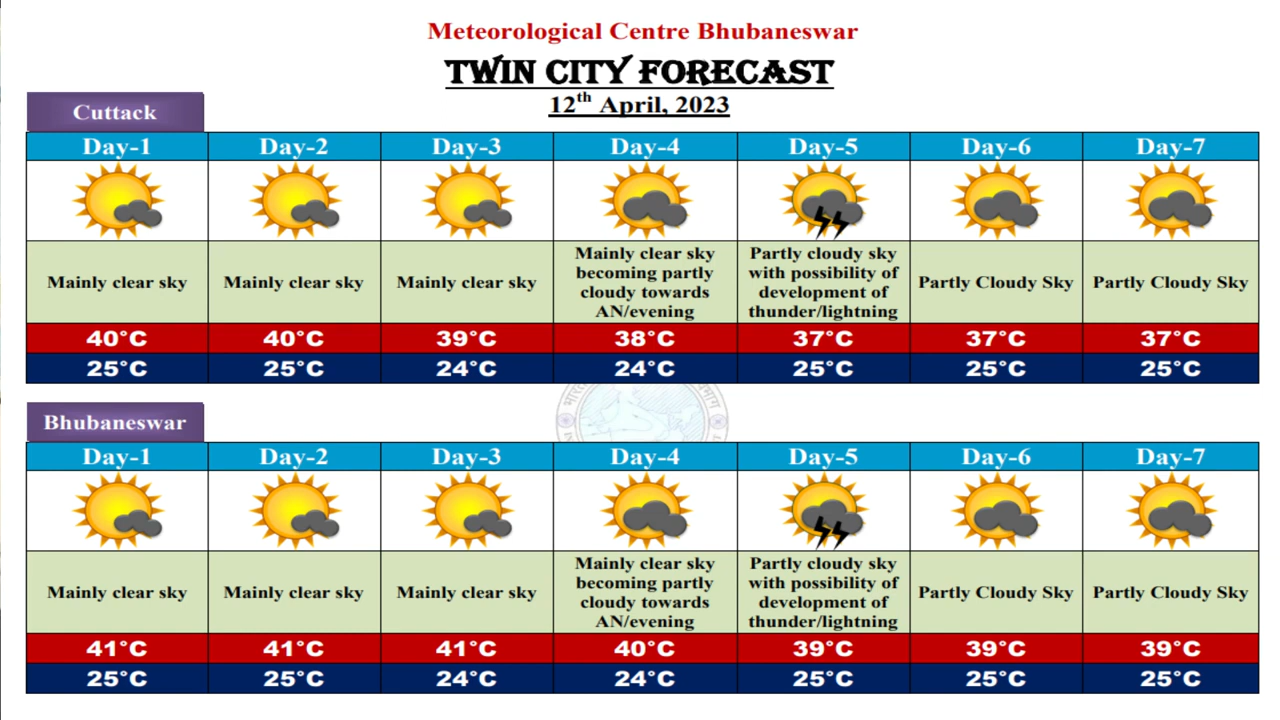 Meteorological Centre Bhubaneswar
TWIN CITY FORECAST
12th April, 2023
Cuttack
Day-1 Day-2 Day-3 Day-4 Day-5 Day-6 Day-7
Mainly clear sky
Mainly clear sky
Mainly clear sky
Mainly clear sky
becoming partly
cloudy towards
AN/evening
Partly cloudy sky
with possibility of
development of
thunder/lightning
Partly Cloudy Sky
Partly Cloudy Sky
40°C 40°C 39°C 38°C 37°C 37°C 37°C
25°C 25°C 24°C 24°C 25°C 25°C 25°C
Bhubaneswar
Day-1 Day-2 Day-3 Day-4 Day-5 Day-6 Day-7
Mainly clear sky
Mainly clear sky
Mainly clear sky
Mainly clear sky
becoming partly
cloudy towards
AN/evening
Partly cloudy sky
with possibility of
development of
thunder/lightning
Partly Cloudy Sky
Partly Cloudy Sky
41°C 41°C 41°C 40°C 39°C 39°C 39°C
25°C 25°C 24°C 24°C 25°C 25°C 25°C